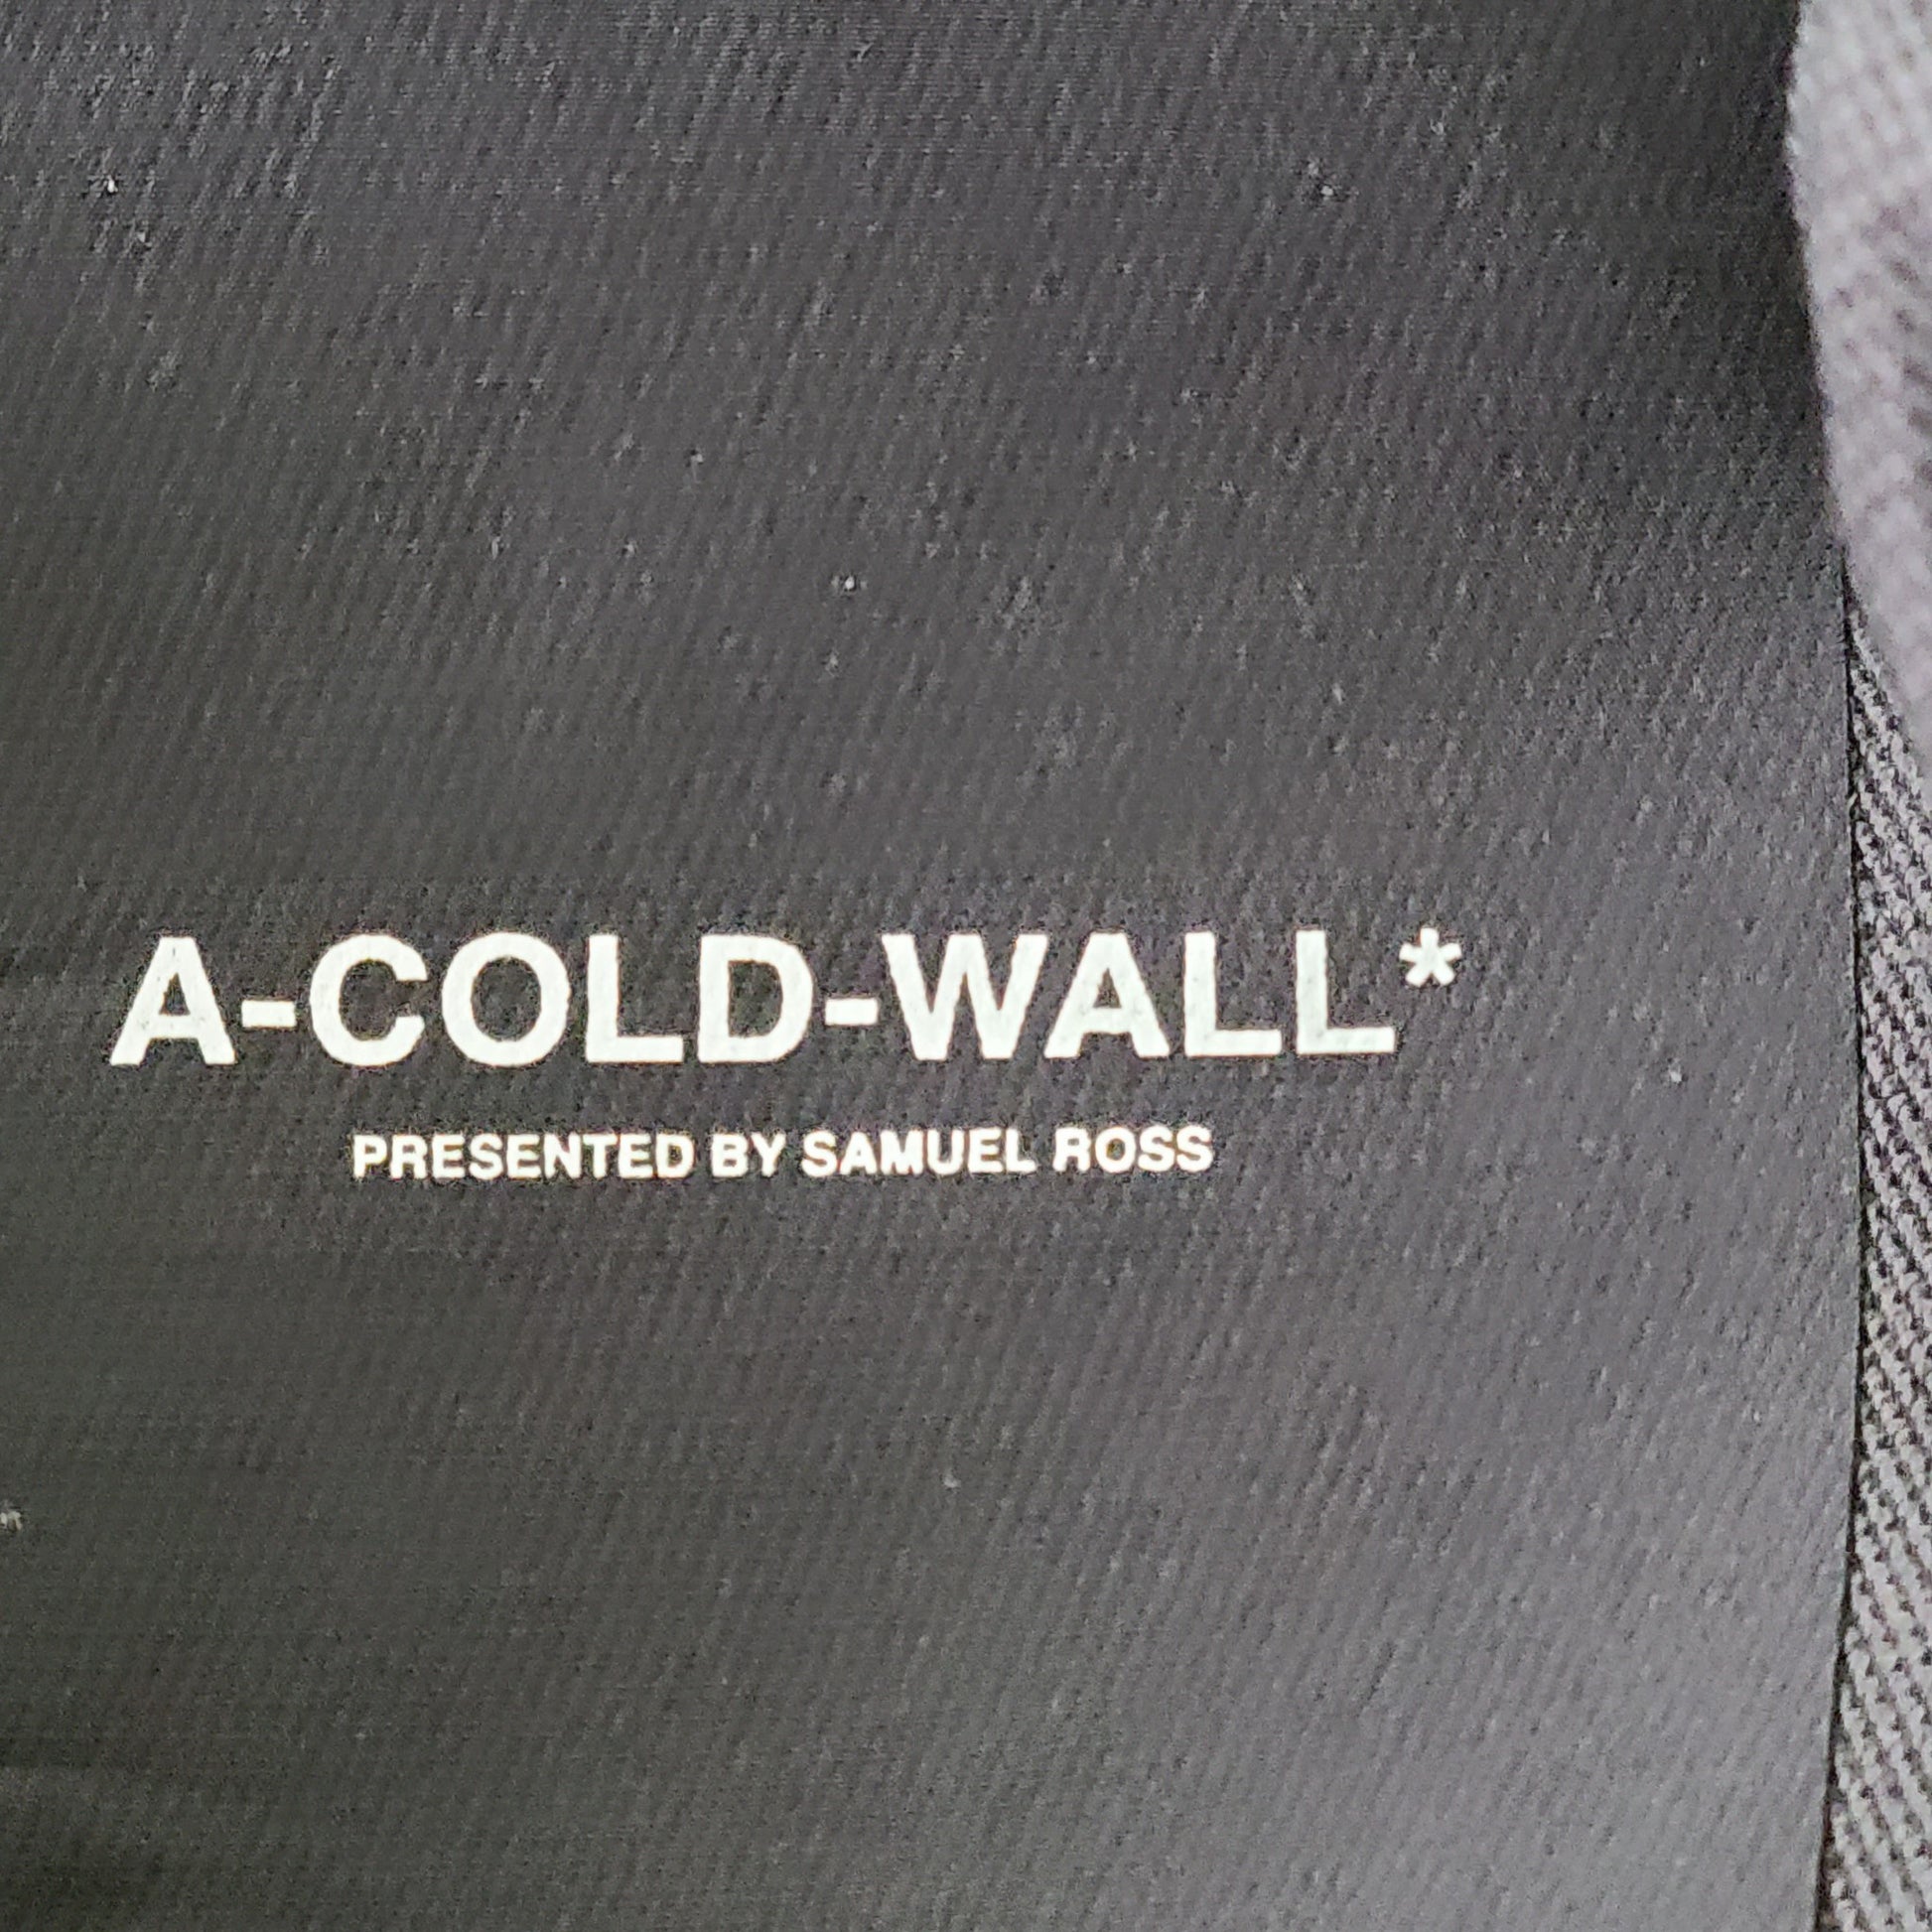 A-COLD-WALL*
PRESENTED BY SAMUEL ROSS